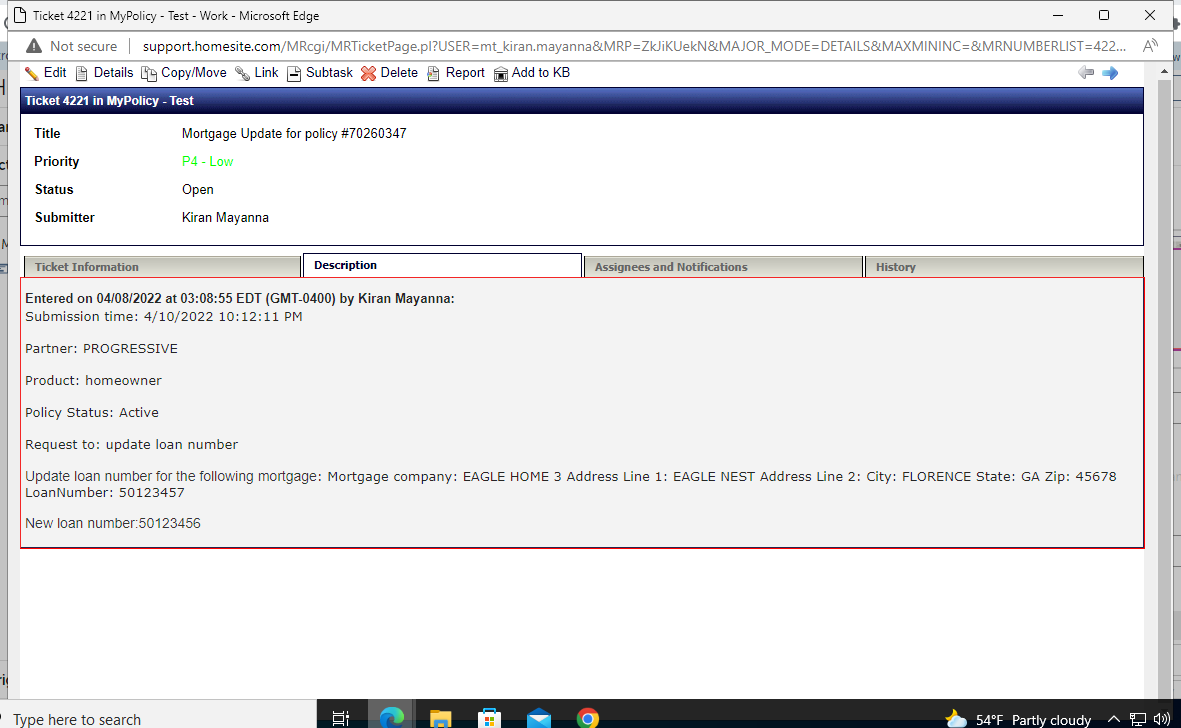 Ticket 4221 in MyPolicy - Test - Work - Microsoft Edge
Not secure | support.homesite.com/MRcgi/MRTicketPage.pl?USER=mt_kiran.mayanna&MRP=ZkJiKUekN&MAJOR_MODE=DETAILS&MAXMININC=&MRNUMBERLIST=422...
Edit Details Copy/Move Link Subtask Delete Report Add to KB
Ticket 4221 in MyPolicy - Test
Title Mortgage Update for policy #70260347
Priority P4 - Low
Status Open
Submitter Kiran Mayanna
Ticket Information Description Assignees and Notifications History
Entered on 04/08/2022 at 03:08:55 EDT (GMT-0400) by Kiran Mayanna:
Submission time: 4/10/2022 10:12:11 PM
Partner: PROGRESSIVE
Product: homeowner
Policy Status: Active
Request to: update loan number
Update loan number for the following mortgage: Mortgage company: EAGLE HOME 3 Address Line 1: EAGLE NEST Address Line 2: City: FLORENCE State: GA Zip: 45678
LoanNumber: 50123457
New loan number:50123456
Type here to search
54°F Partly cloudy